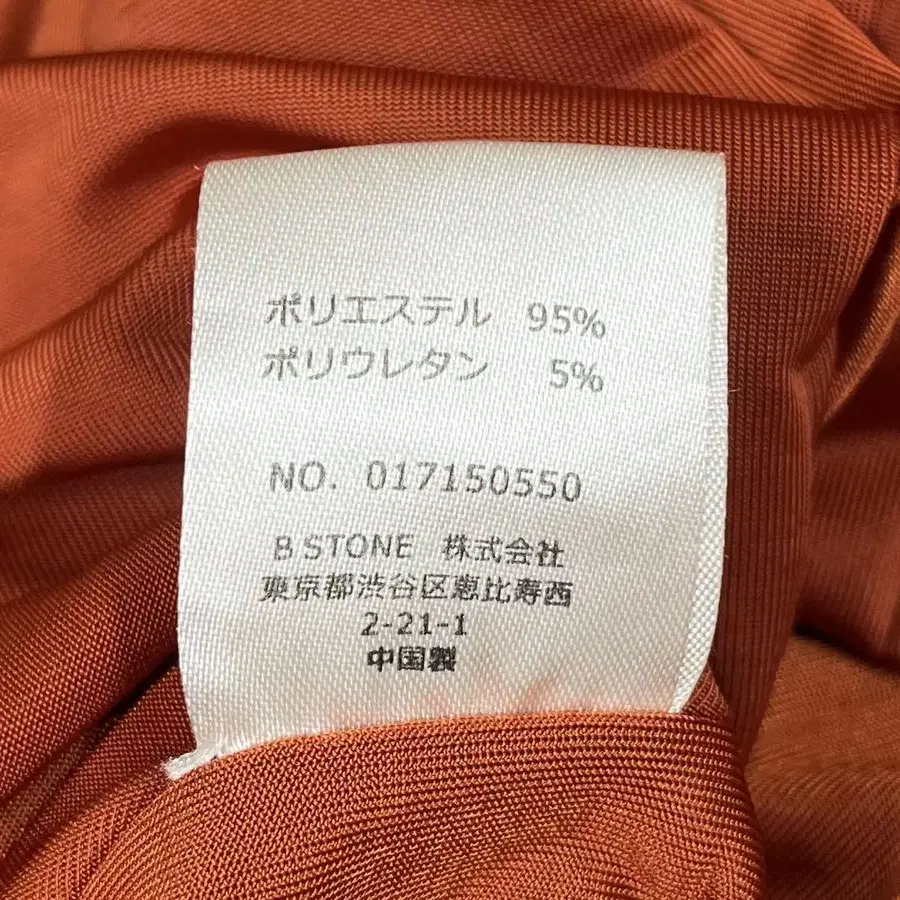 ポリエステル 95%
ポリウレタン 5%
NO. 017150550
B STONE 株式会社
東京都渋谷区恵比寿西
2-21-1
中国製